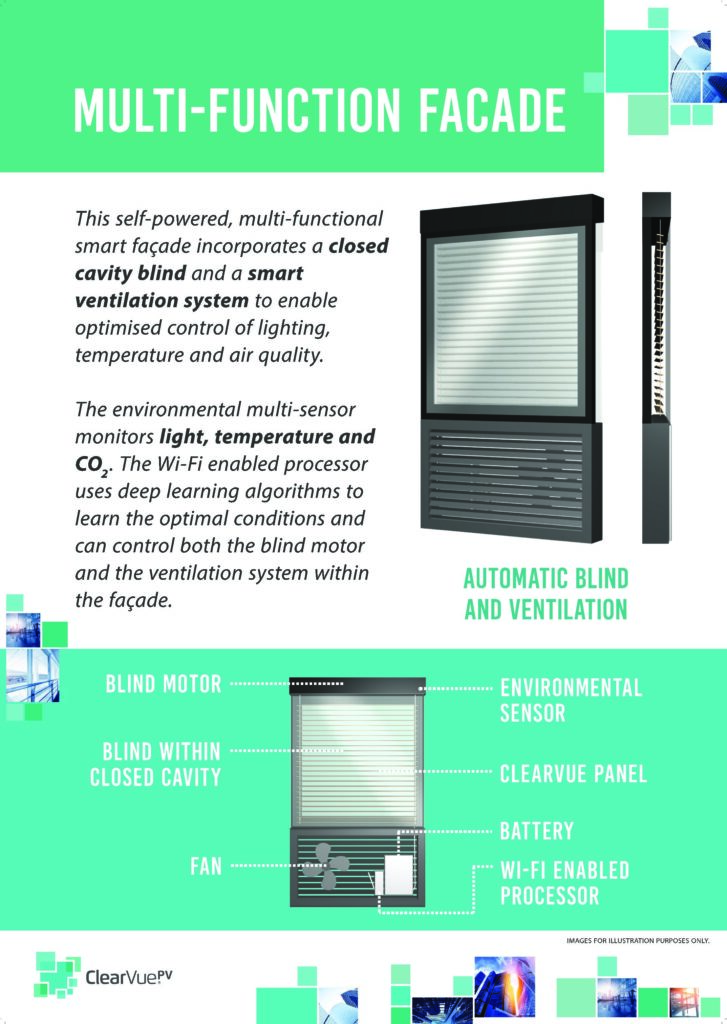 MULTI-FUNCTION FACADE
This self-powered, multi-functional
smart façade incorporates a closed
cavity blind and a smart
ventilation system to enable
optimised control of lighting,
temperature and air quality.
The environmental multi-sensor
monitors light, temperature and
CO2. The Wi-Fi enabled processor
uses deep learning algorithms to
learn the optimal conditions and
can control both the blind motor
and the ventilation system within
the façade.
AUTOMATIC BLIND
AND VENTILATION
BLIND MOTOR
BLIND WITHIN
CLOSED CAVITY
FAN
ENVIRONMENTAL
SENSOR
CLEARVUE PANEL
BATTERY
WI-FI ENABLED
PROCESSOR
IMAGES FOR ILLUSTRATION PURPOSES ONLY.
ClearVuePV